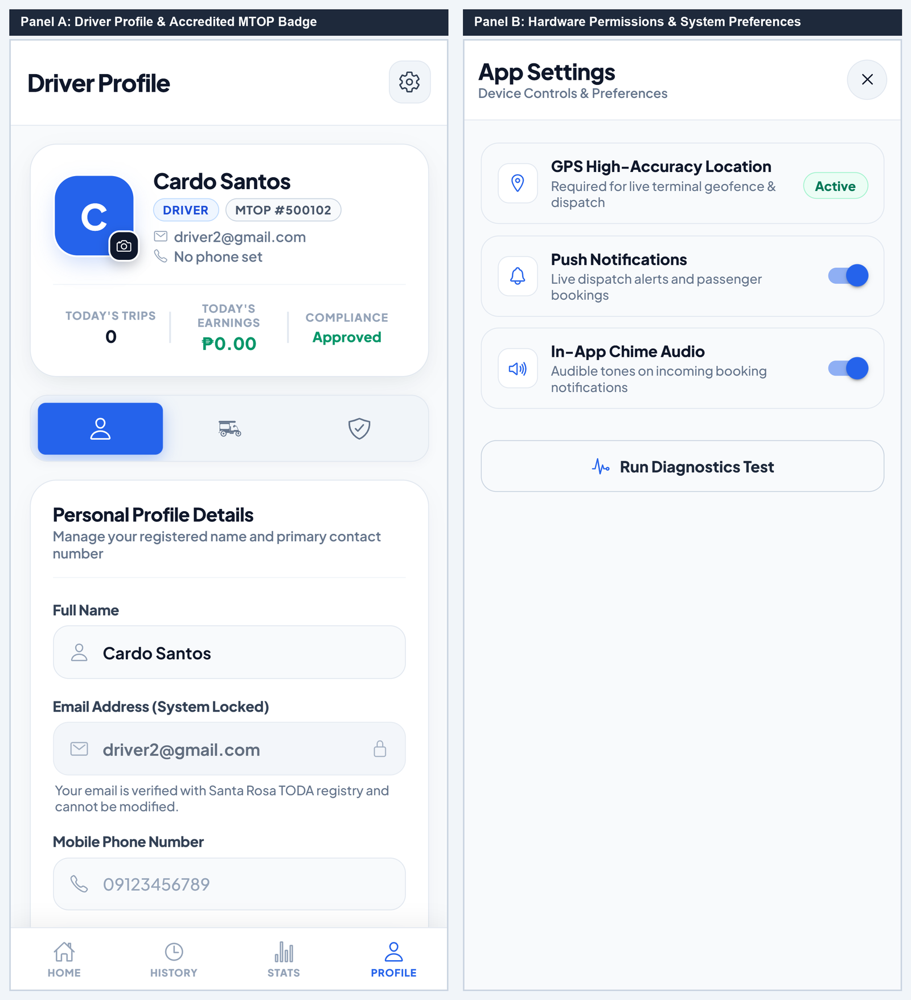 Panel A: Driver Profile & Accredited MTOP Badge
Driver Profile
C
Cardo Santos
DRIVER
MTOP #500102
driver2@gmail.com
No phone set
TODAY'S TRIPS
0
TODAY'S
EARNINGS
₱0.00
COMPLIANCE
Approved
Personal Profile Details
Manage your registered name and primary contact
number
Full Name
Cardo Santos
Email Address (System Locked)
driver2@gmail.com
Your email is verified with Santa Rosa TODA registry and
cannot be modified.
Mobile Phone Number
09123456789
HOME
HISTORY
STATS
PROFILE
Panel B: Hardware Permissions & System Preferences
App Settings
Device Controls & Preferences
GPS High-Accuracy Location
Required for live terminal geofence &
dispatch
Active
Push Notifications
Live dispatch alerts and passenger
bookings
In-App Chime Audio
Audible tones on incoming booking
notifications
Run Diagnostics Test